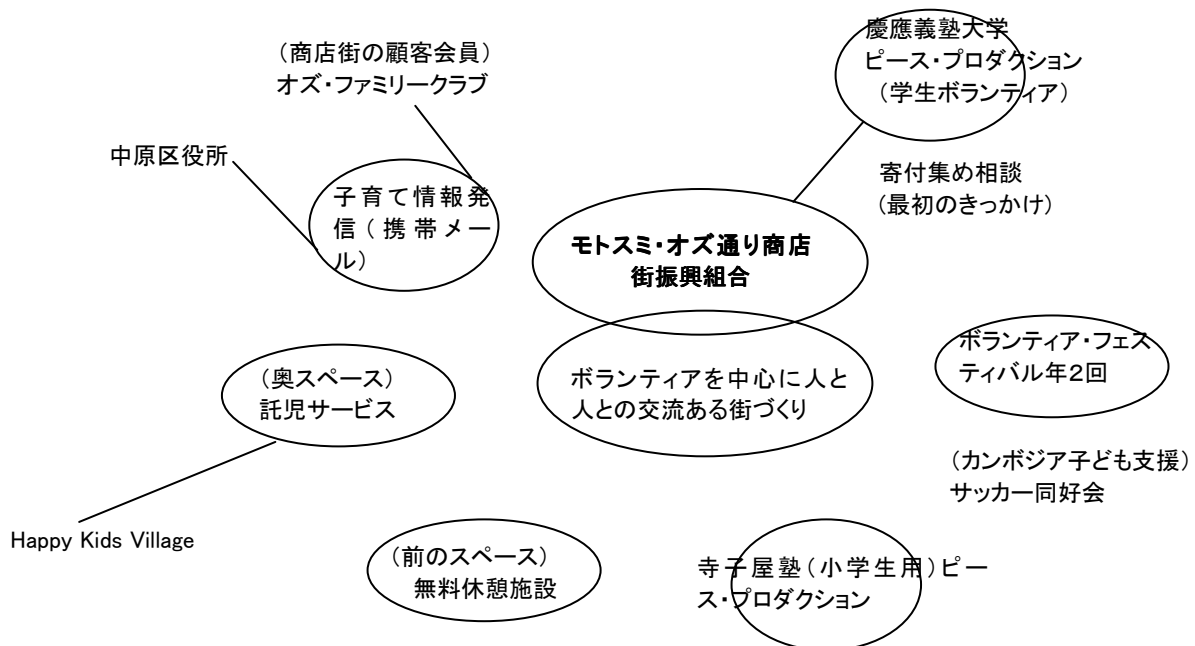 (商店街の顧客会員)
オズ・ファミリークラブ
慶應義塾大学
ピース・プロダクション
(学生ボランティア)
中原区役所
子育て情報発
信(携帯メー
ル)
寄付集め相談
(最初のきっかけ)
モトスミ・オズ通り商店
街振興組合
ボランティア・フェス
ティバル年2回
(奥スペース)
託児サービス
ボランティアを中心に人と
人との交流ある街づくり
(カンボジア子ども支援)
サッカー同好会
Happy Kids Village
(前のスペース)
無料休憩施設
寺子屋塾(小学生用)ピー
ス・プロダクション